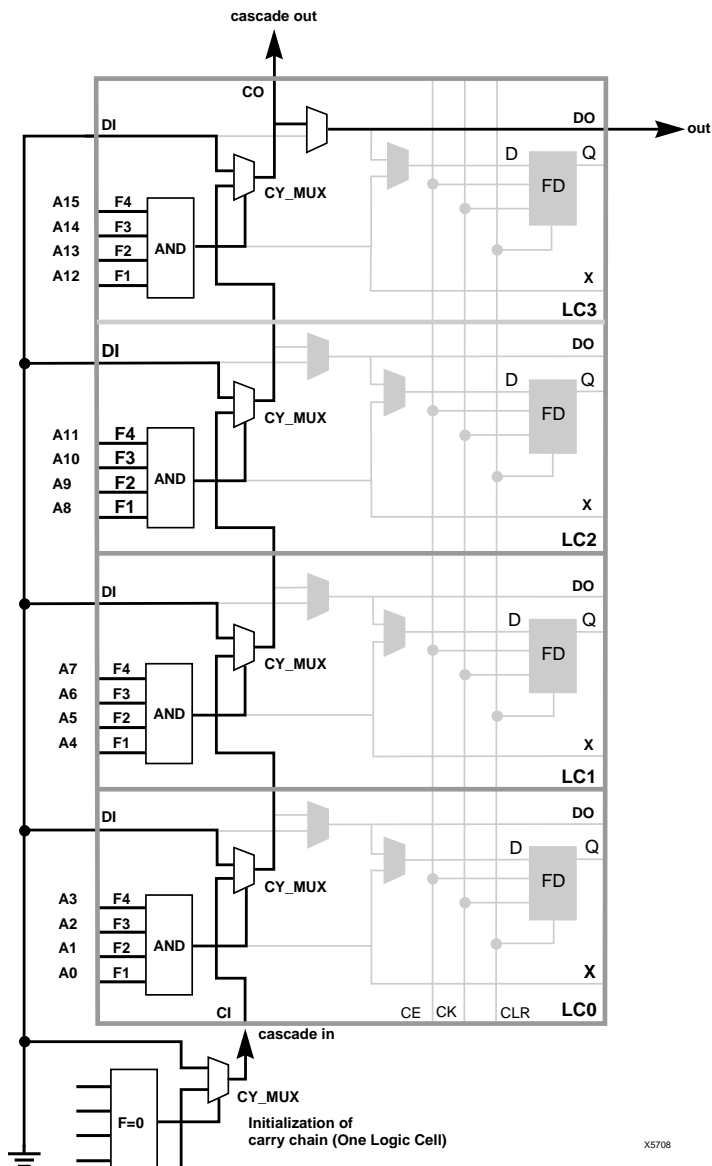 cascade out
CO
DI
DO
out
D
Q
CY_MUX
FD
A15
F4
A14
F3
AND
A13
F2
A12
F1
X
LC3
DI
DO
D
Q
CY_MUX
FD
A11
F4
A10
F3
AND
A9
F2
A8
F1
X
LC2
DI
DO
D
Q
CY_MUX
FD
A7
F4
A6
F3
AND
A5
F2
A4
F1
X
LC1
DI
DO
D
Q
CY_MUX
FD
A3
F4
A2
F3
AND
A1
F2
A0
F1
X
CI
CE
CK
CLR
LC0
cascade in
CY_MUX
F=0
Initialization of
carry chain (One Logic Cell)
X5708